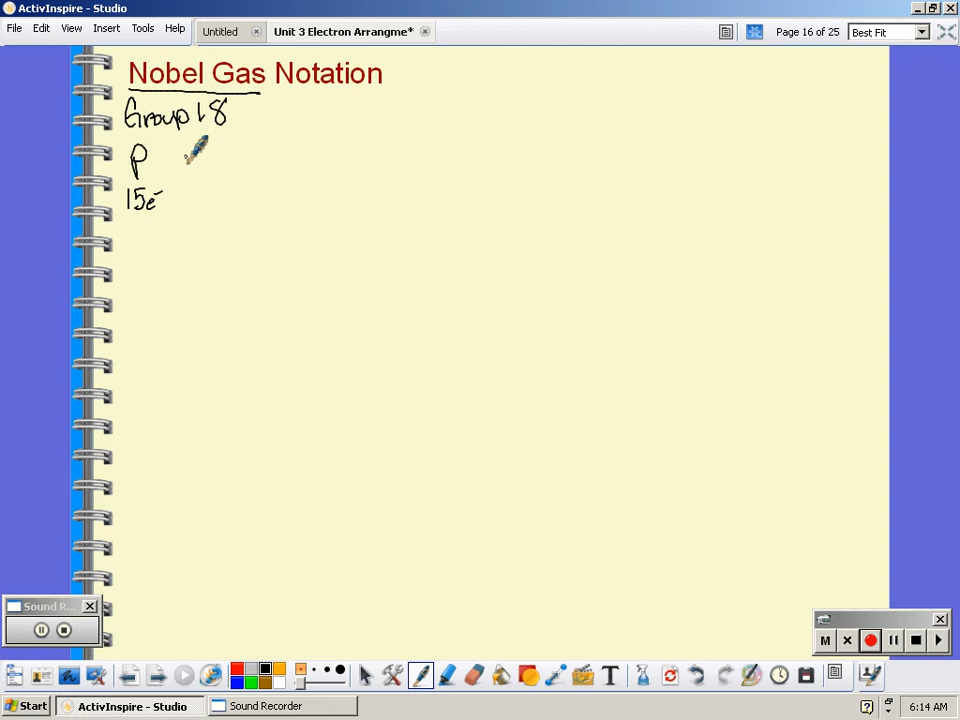 ActivInspire - Studio
File Edit View Insert Tools Help
Untitled
Unit 3 Electron Arrangme*
Page 16 of 25
Best Fit
Nobel Gas Notation
Group 18
P
15e⁻
Sound R...
M
T
Start
ActivInspire - Studio
Sound Recorder
6:14 AM